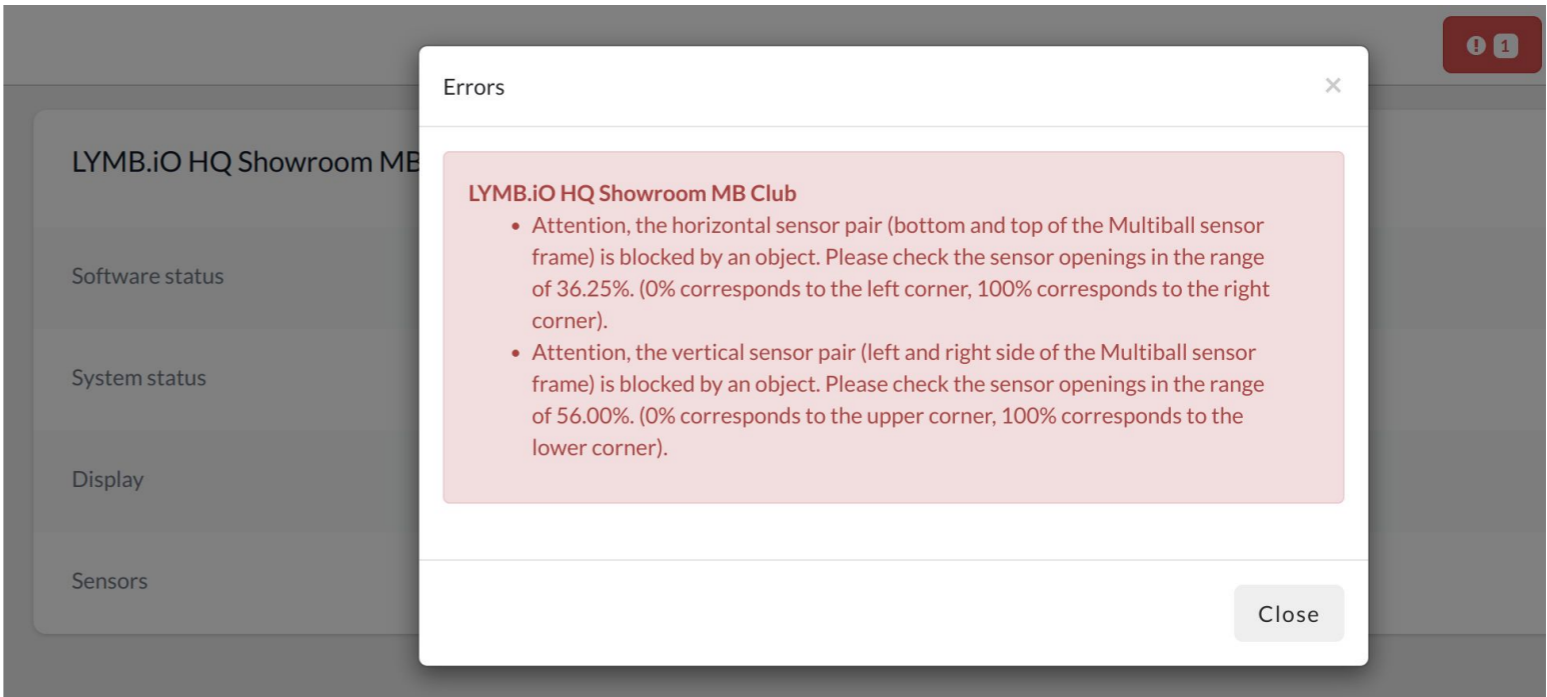 1
Errors
×
LYMB.iO HQ Showroom MB
LYMB.iO HQ Showroom MB Club
• Attention, the horizontal sensor pair (bottom and top of the Multiball sensor
frame) is blocked by an object. Please check the sensor openings in the range
of 36.25%. (0% corresponds to the left corner, 100% corresponds to the right
corner).
• Attention, the vertical sensor pair (left and right side of the Multiball sensor
frame) is blocked by an object. Please check the sensor openings in the range
of 56.00%. (0% corresponds to the upper corner, 100% corresponds to the
lower corner).
Software status
System status
Display
Sensors
Close